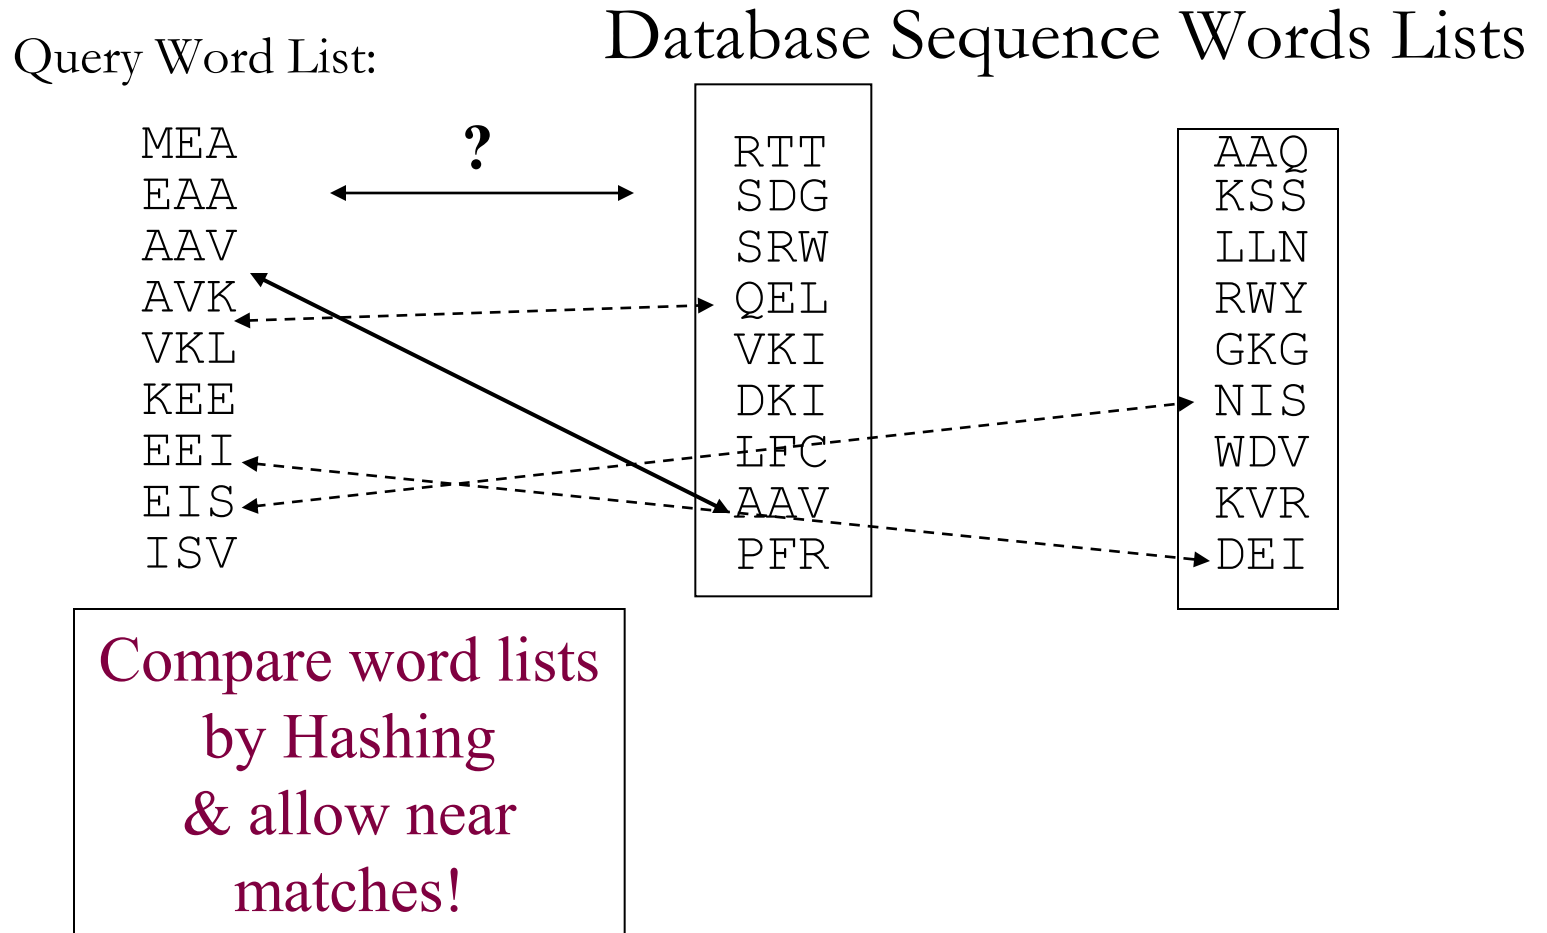 Database Sequence Words Lists
Query Word List:
MEA
EAA
AAV
AVK
VKL
KEE
EEI
EIS
ISV
?
RTT
SDG
SRW
QEL
VKI
DKI
LFC
AAV
PFR
AAQ
KSS
LLN
RWY
GKG
NIS
WDV
KVR
DEI
Compare word lists
by Hashing
& allow near
matches!